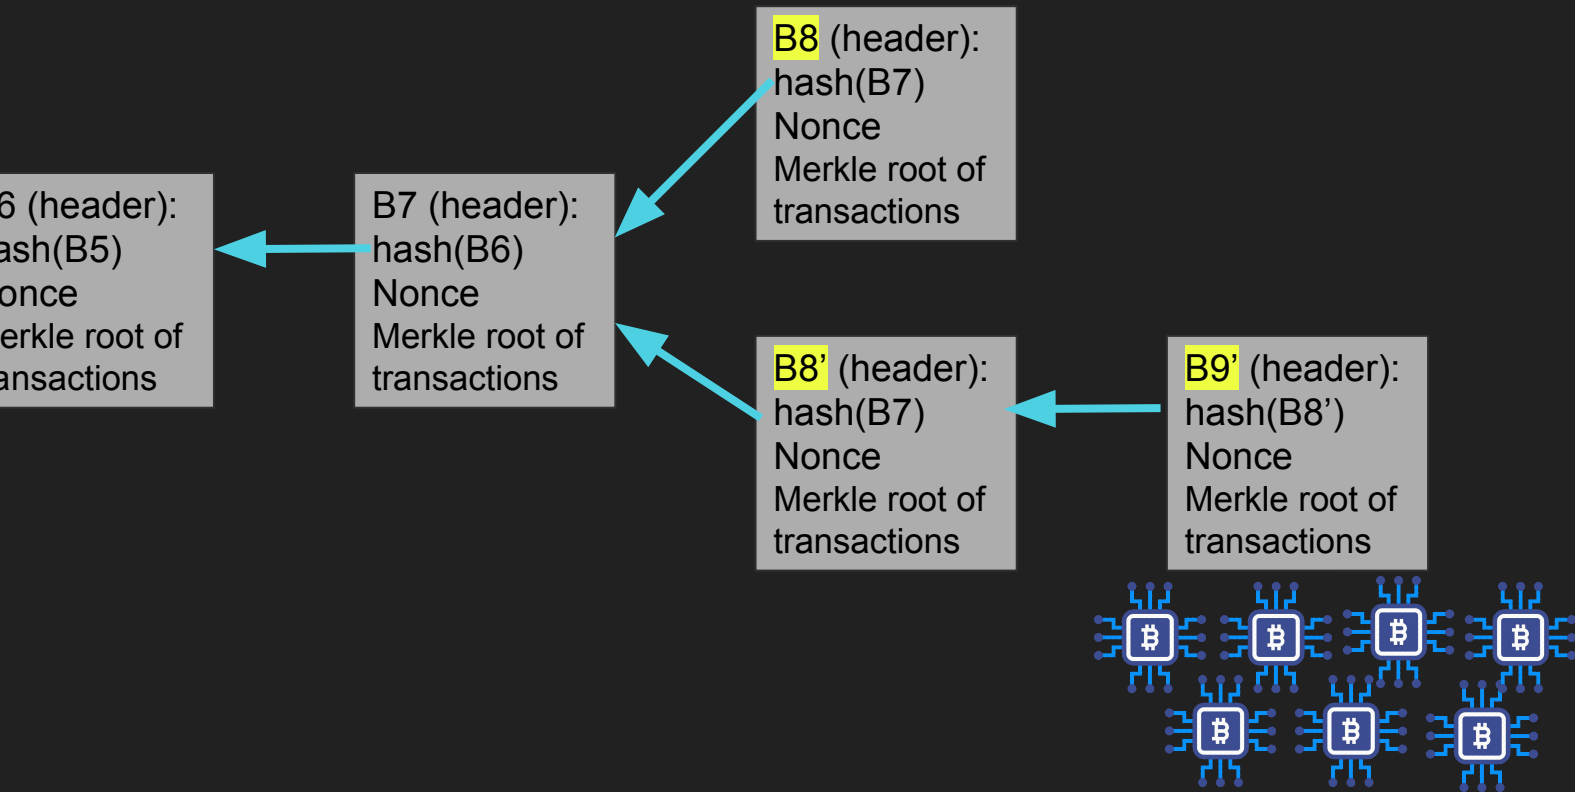 B8 (header):
hash(B7)
Nonce
Merkle root of
transactions
6 (header):
ash(B5)
once
erkle root of
ansactions
B7 (header):
hash(B6)
Nonce
Merkle root of
transactions
B8’ (header):
hash(B7)
Nonce
Merkle root of
transactions
B9’ (header):
hash(B8’)
Nonce
Merkle root of
transactions